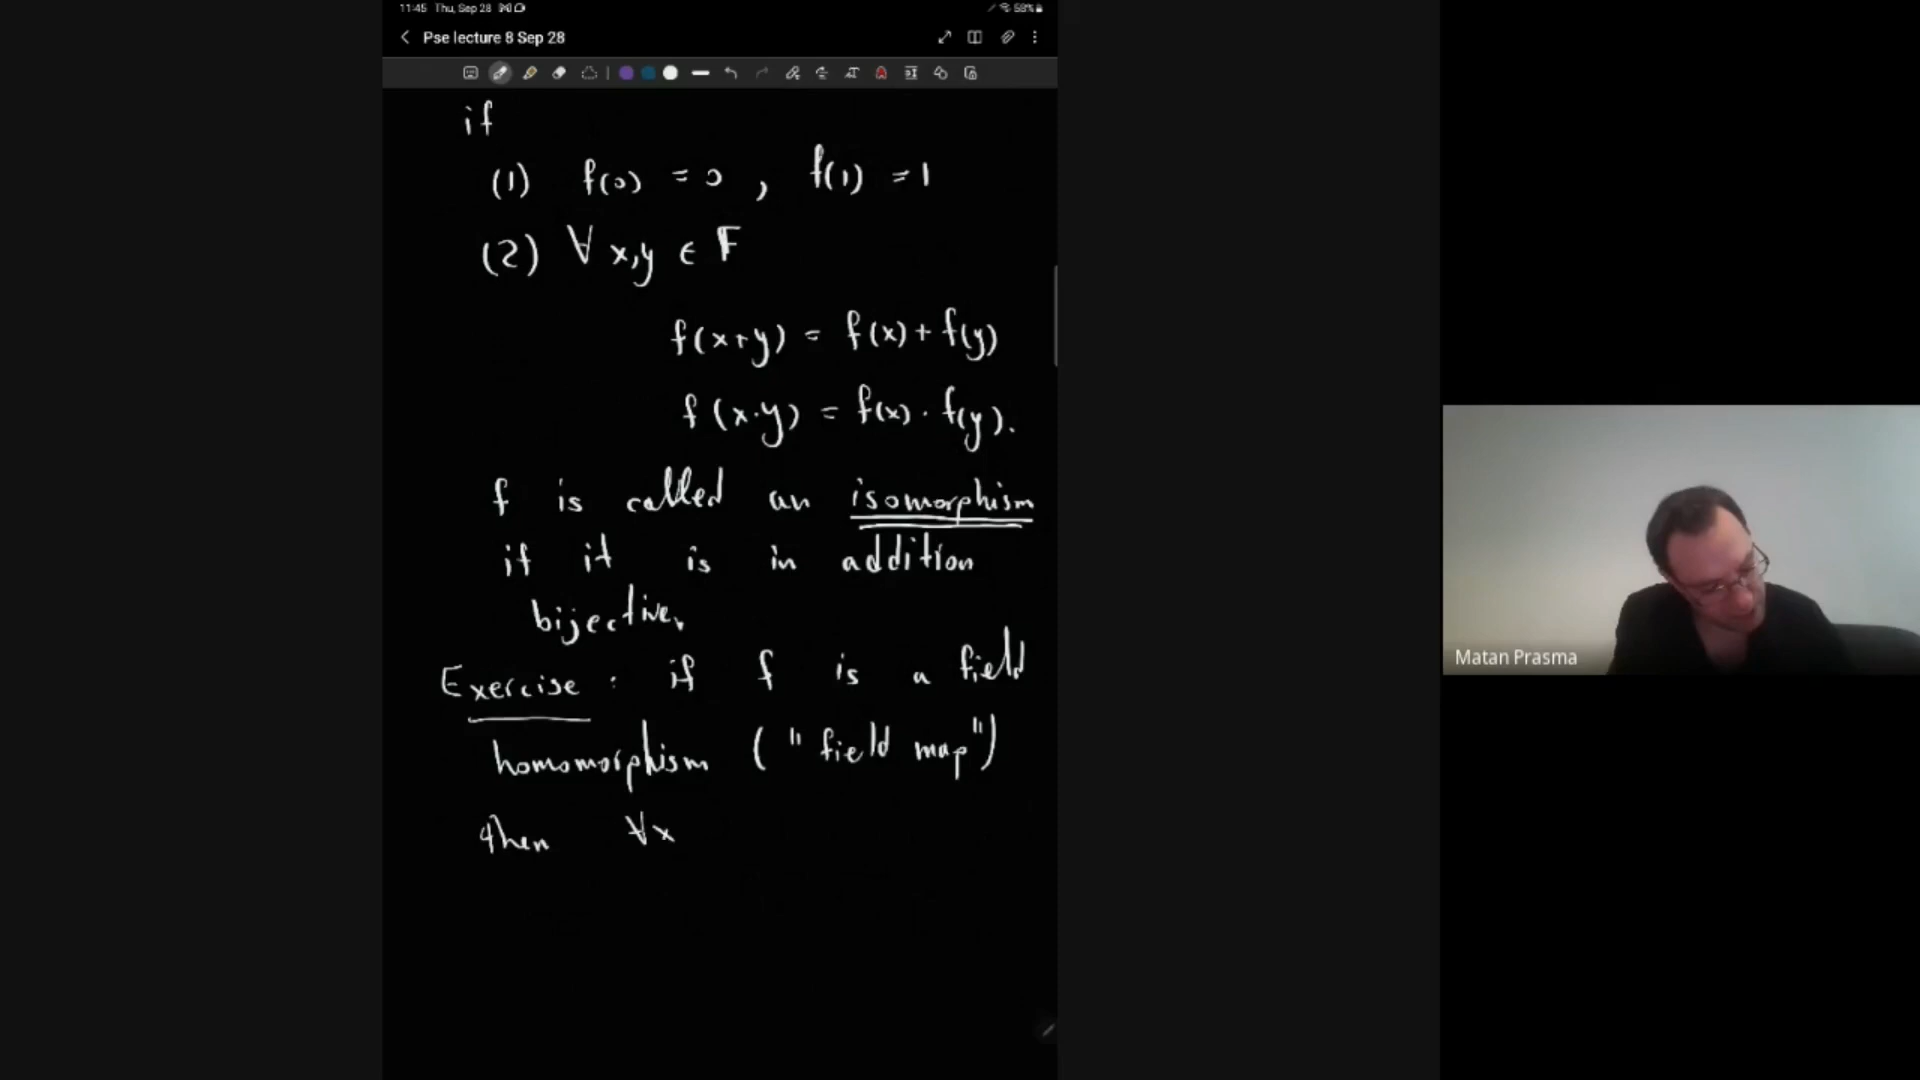 11:45 Thu, Sep 28
58%
Pse lecture 8 Sep 28
if
(1) f(0) = 0 , f(1) = 1
(2) ∀ x,y ∈ F
f(x+y) = f(x) + f(y)
f(x·y) = f(x) · f(y).
f is called an isomorphism
if it is in addition
bijective.
Exercise : if f is a field
homomorphism ("field map")
then ∀x
Matan Prasma